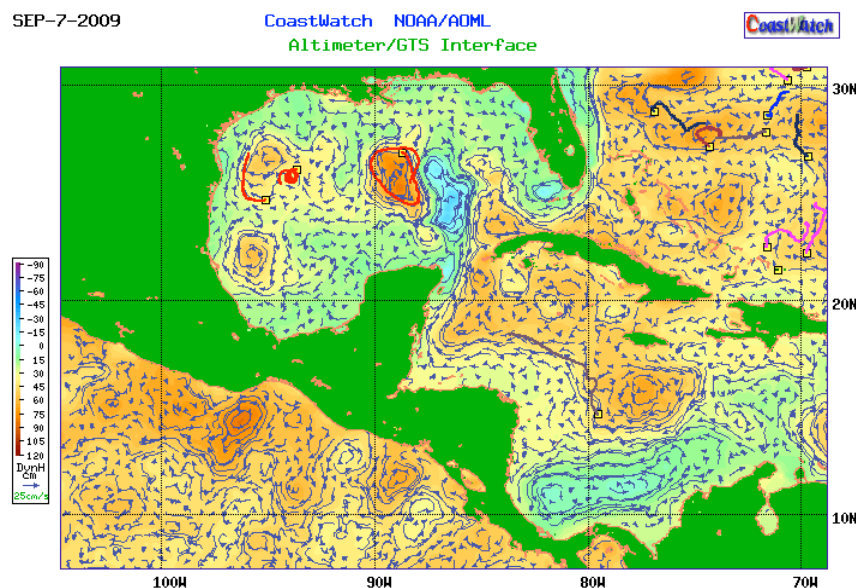 SEP-7-2009
CoastWatch NOAA/AOML
CoastWatch
Altimeter/GTS Interface
30N
20N
10N
-90
-75
-60
-45
-30
-15
0
15
30
45
60
75
90
105
120
DynH
cm
25cm/s
100W
90W
80W
70W